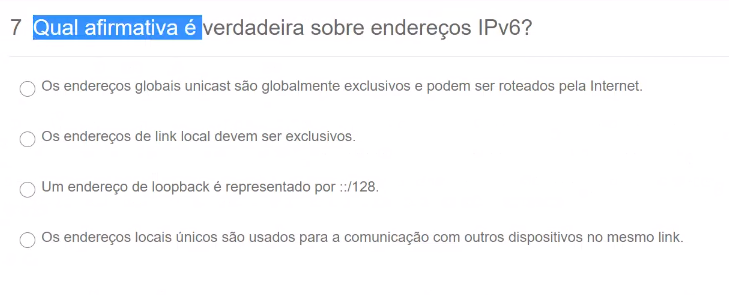 7 Qual afirmativa é verdadeira sobre endereços IPv6?
Os endereços globais unicast são globalmente exclusivos e podem ser roteados pela Internet.
Os endereços de link local devem ser exclusivos.
Um endereço de loopback é representado por ::/128.
Os endereços locais únicos são usados para a comunicação com outros dispositivos no mesmo link.